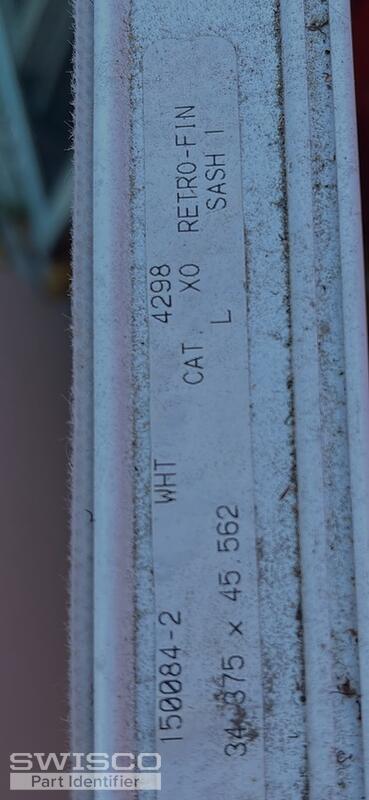 150084-2 WHT 4298
CAT. XO RETRO-FIN
34.375 x 45.562 L SASH 1
SWISCO
Part Identifier